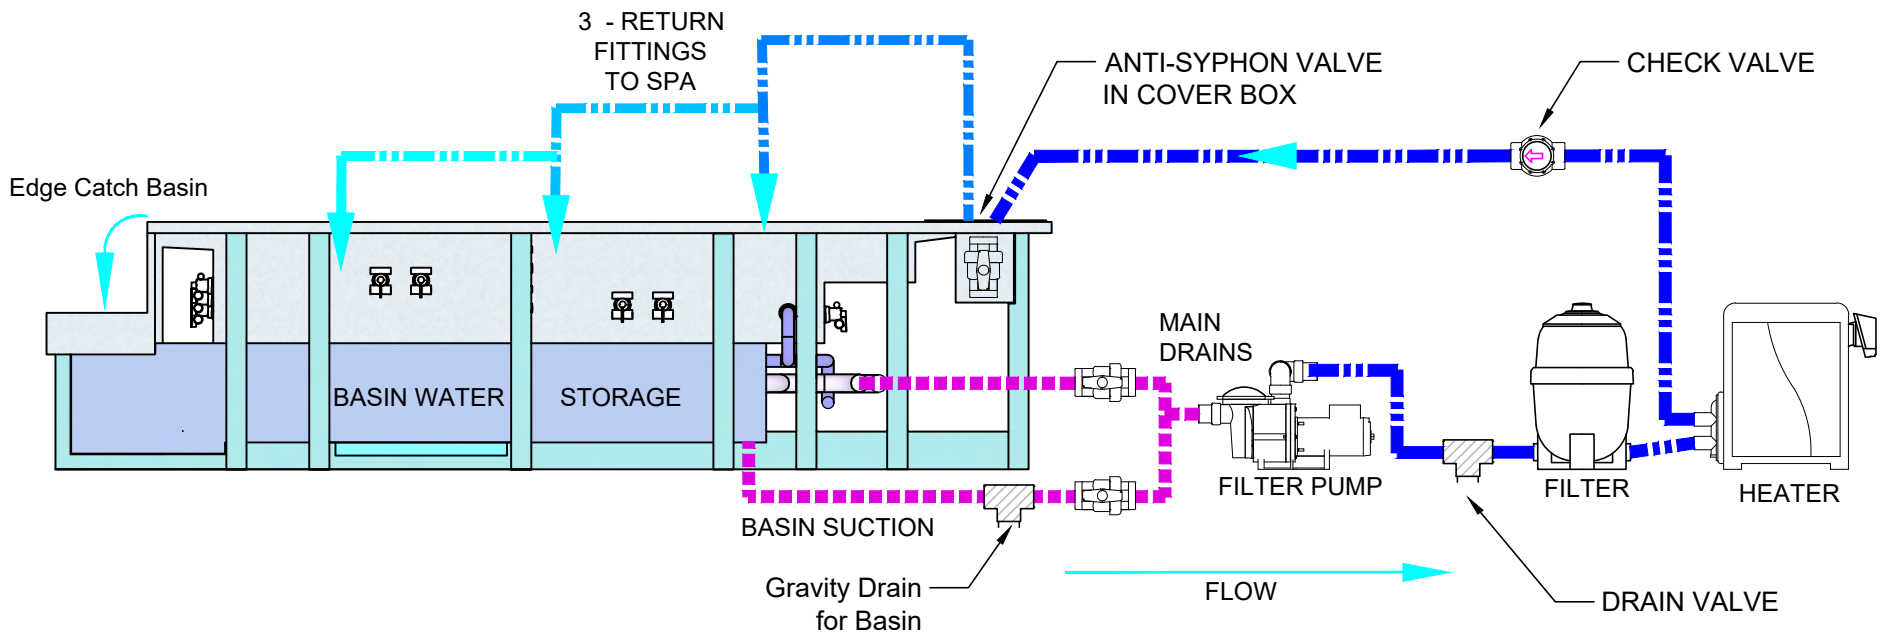 3 - RETURN
FITTINGS
TO SPA
ANTI-SYPHON VALVE
IN COVER BOX
CHECK VALVE
Edge Catch Basin
MAIN
DRAINS
BASIN WATER
STORAGE
FILTER PUMP
FILTER
HEATER
BASIN SUCTION
Gravity Drain
for Basin
FLOW
DRAIN VALVE